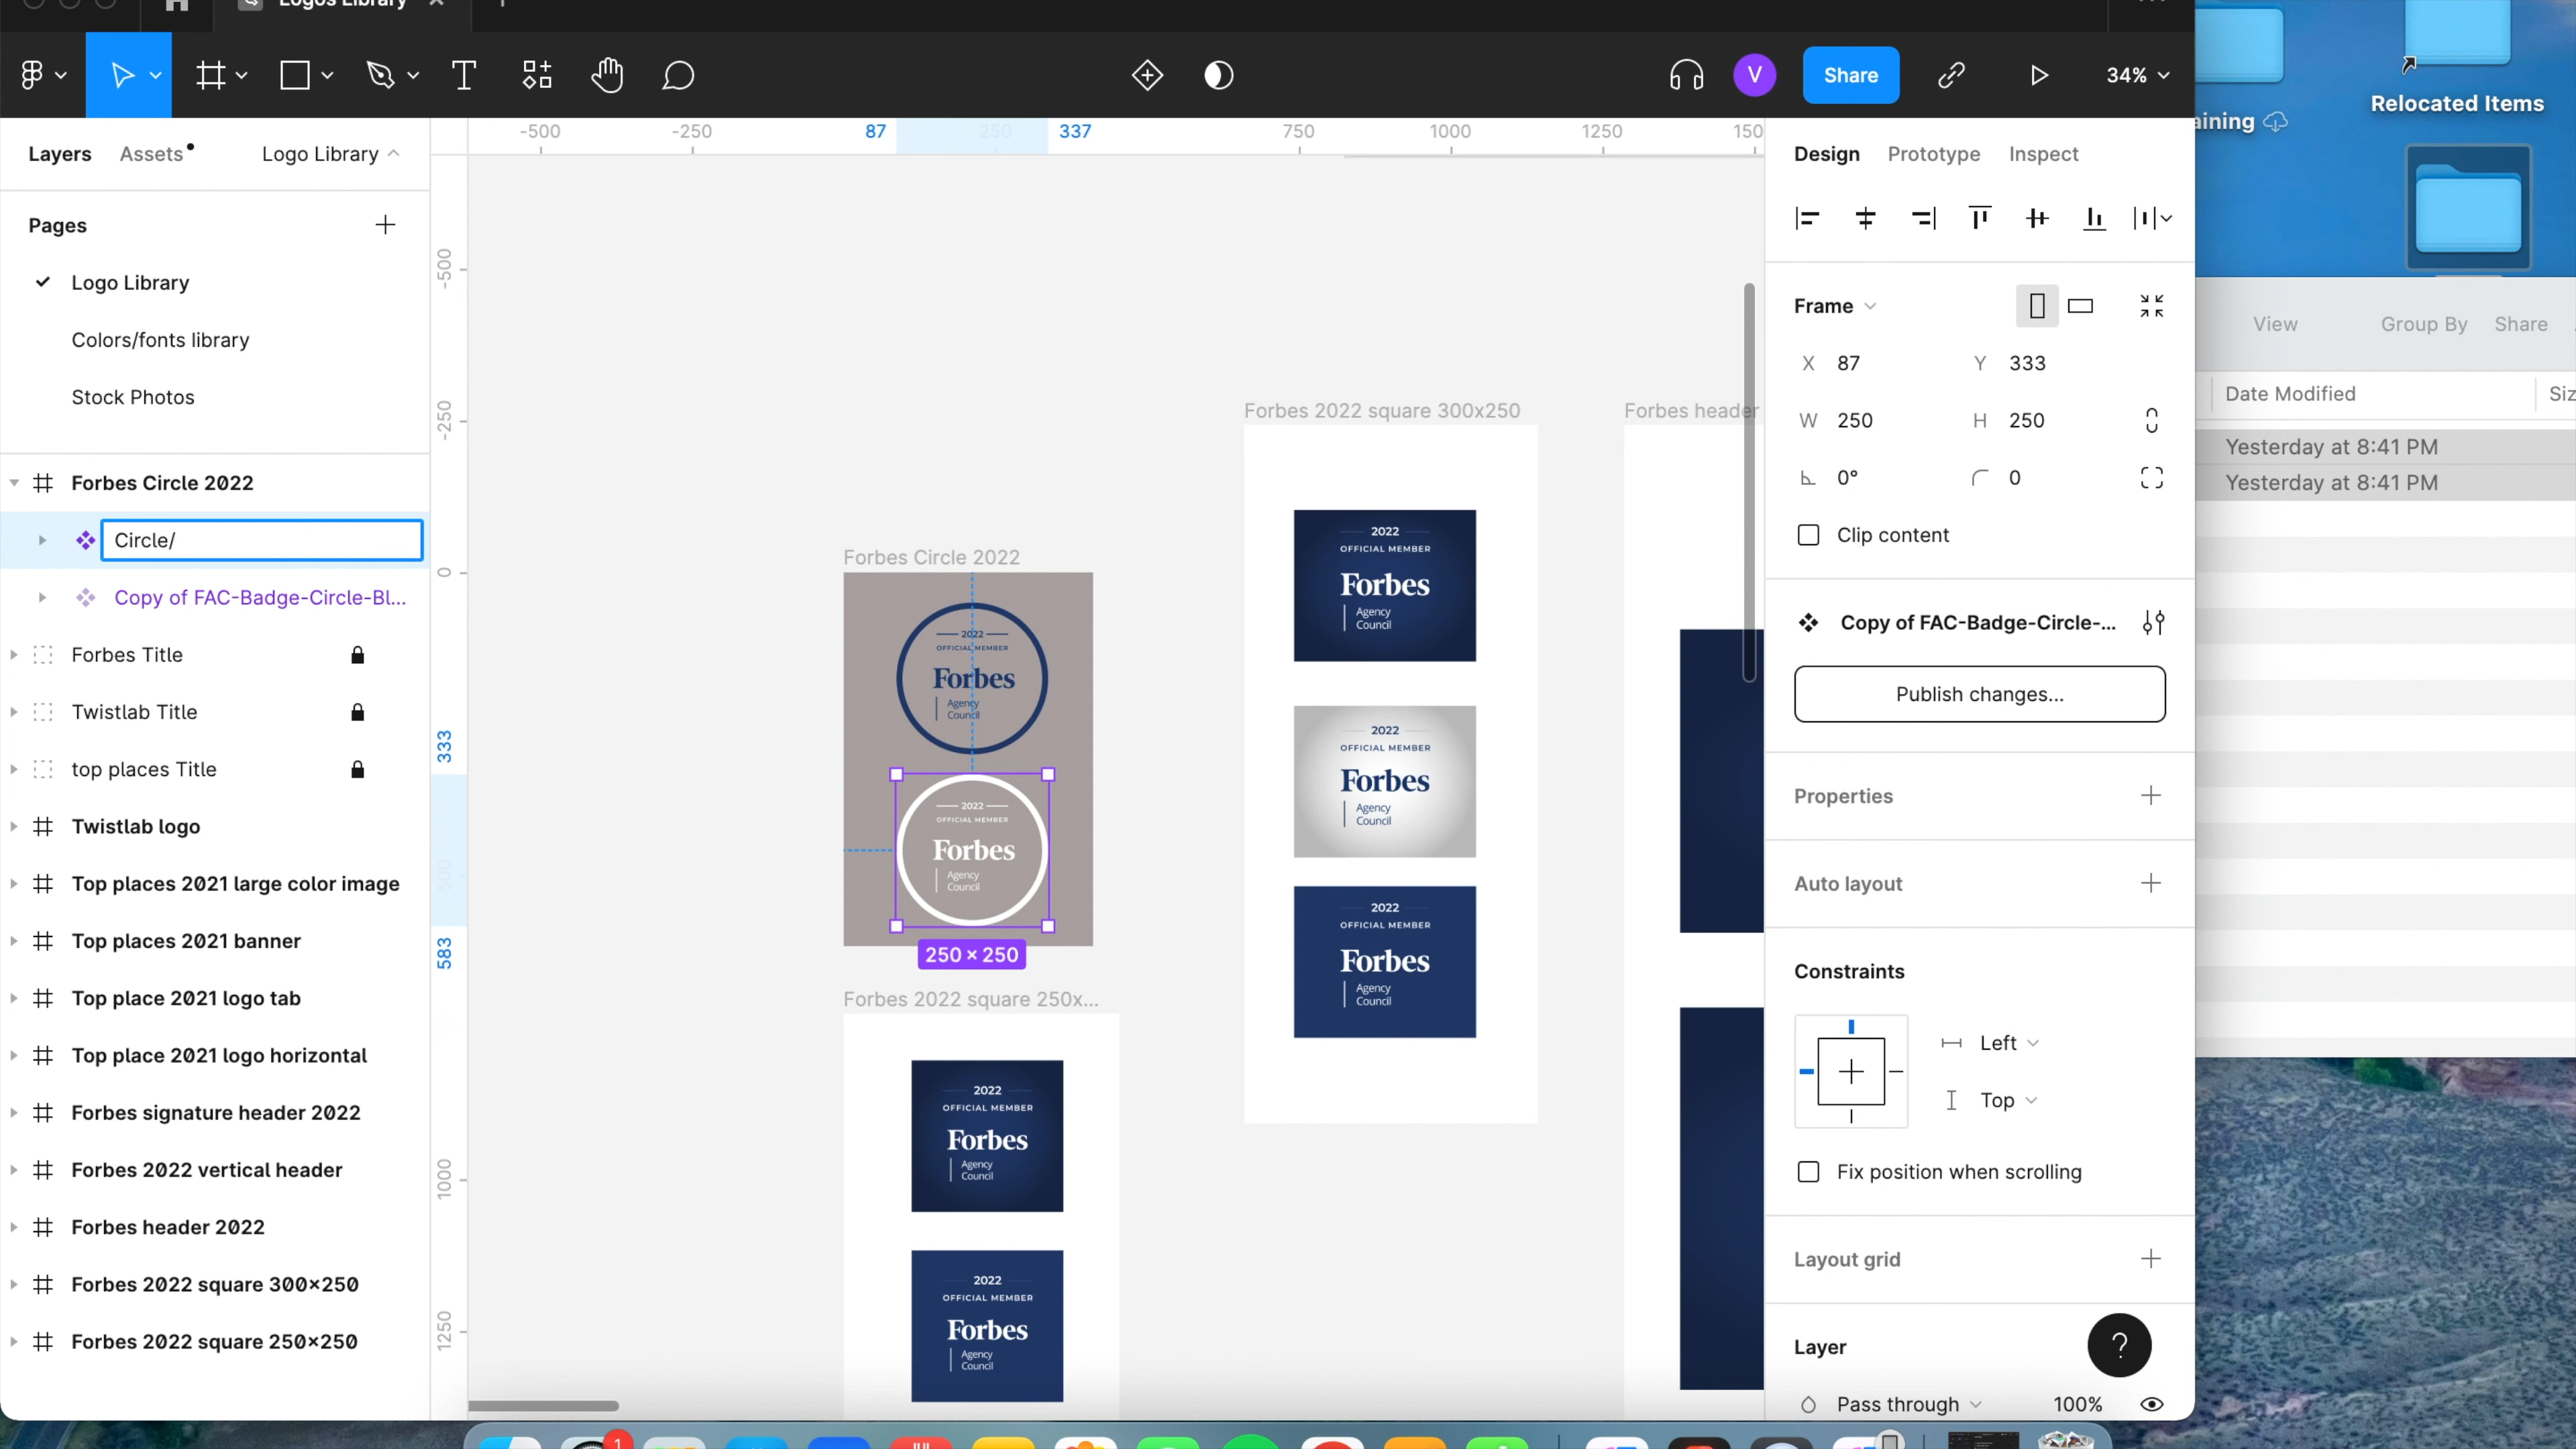 Logos Library
V
Share
34%
Relocated Items
aining
Layers
Assets
Logo Library
-500
-250
87
250
337
750
1000
1250
150
Design
Prototype
Inspect
Pages
Logo Library
Colors/fonts library
Stock Photos
Frame
X 87
Y 333
W 250
H 250
0°
0
Clip content
View
Group By
Share
Date Modified
Siz
Yesterday at 8:41 PM
Yesterday at 8:41 PM
Forbes Circle 2022
Circle/
Copy of FAC-Badge-Circle-Bl...
Forbes Title
Twistlab Title
top places Title
Twistlab logo
Top places 2021 large color image
Top places 2021 banner
Top place 2021 logo tab
Top place 2021 logo horizontal
Forbes signature header 2022
Forbes 2022 vertical header
Forbes header 2022
Forbes 2022 square 300x250
Forbes 2022 square 250x250
-500
-250
0
333
500
583
1000
1250
Forbes Circle 2022
2022
OFFICIAL MEMBER
Forbes
Agency
Council
2022
OFFICIAL MEMBER
Forbes
Agency
Council
250 × 250
Forbes 2022 square 250x...
2022
OFFICIAL MEMBER
Forbes
Agency
Council
2022
OFFICIAL MEMBER
Forbes
Agency
Council
Forbes 2022 square 300x250
2022
OFFICIAL MEMBER
Forbes
Agency
Council
2022
OFFICIAL MEMBER
Forbes
Agency
Council
2022
OFFICIAL MEMBER
Forbes
Agency
Council
Forbes header
Copy of FAC-Badge-Circle-...
Publish changes...
Properties
Auto layout
Constraints
Left
Top
Fix position when scrolling
Layout grid
Layer
?
Pass through
100%
1